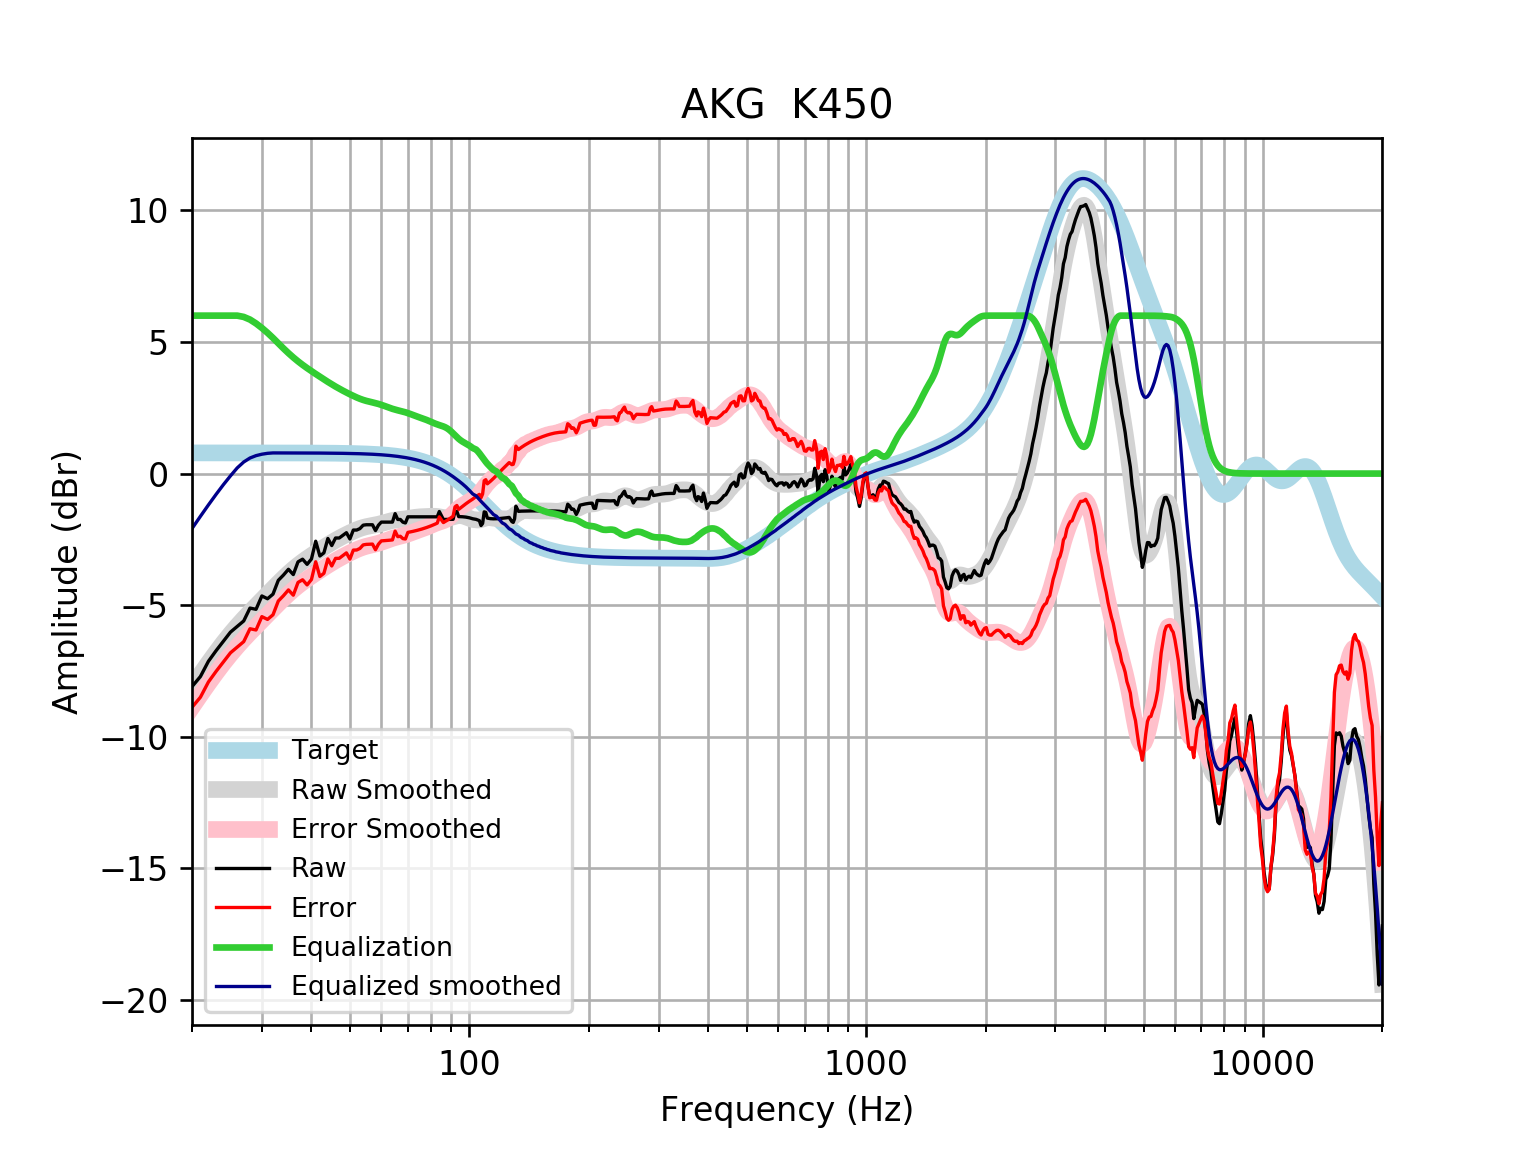 AKG  K450
10
5
0
−5
−10
−15
−20
Amplitude (dBr)
Target
Raw Smoothed
Error Smoothed
Raw
Error
Equalization
Equalized smoothed
100
1000
10000
Frequency (Hz)